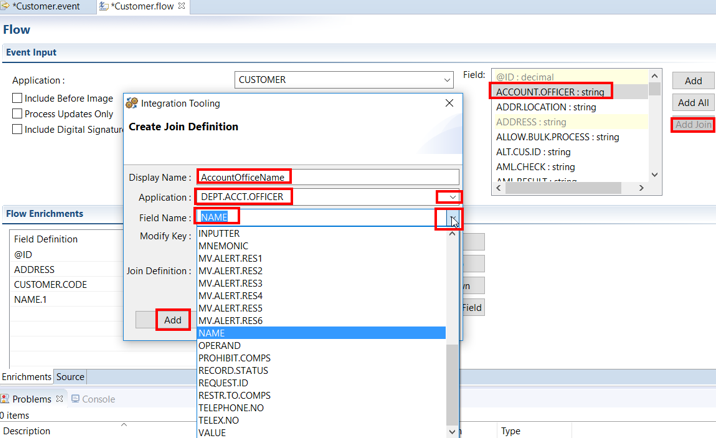 *Customer.event
*Customer.flow
Flow
Event Input
Application :
CUSTOMER
Field:
@ID : decimal
ACCOUNT.OFFICER : string
ADDR.LOCATION : string
ADDRESS : string
ALLOW.BULK.PROCESS : string
ALT.CUS.ID : string
AML.CHECK : string
AML.RESULT : string
Add
Add All
Add Join
Include Before Image
Process Updates Only
Include Digital Signature
Integration Tooling
Create Join Definition
Display Name :
AccountOfficeName
Application :
DEPT.ACCT.OFFICER
Field Name :
NAME
Modify Key :
Join Definition :
Add
INPUTTER
MNEMONIC
MV.ALERT.RES1
MV.ALERT.RES2
MV.ALERT.RES3
MV.ALERT.RES4
MV.ALERT.RES5
MV.ALERT.RES6
NAME
OPERAND
PROHIBIT.COMPS
RECORD.STATUS
REQUEST.ID
RESTR.TO.COMPS
TELEPHONE.NO
TELEX.NO
VALUE
Flow Enrichments
Field Definition
@ID
ADDRESS
CUSTOMER.CODE
NAME.1
wn
Field
Enrichments
Source
Problems
Console
0 items
Description
Type